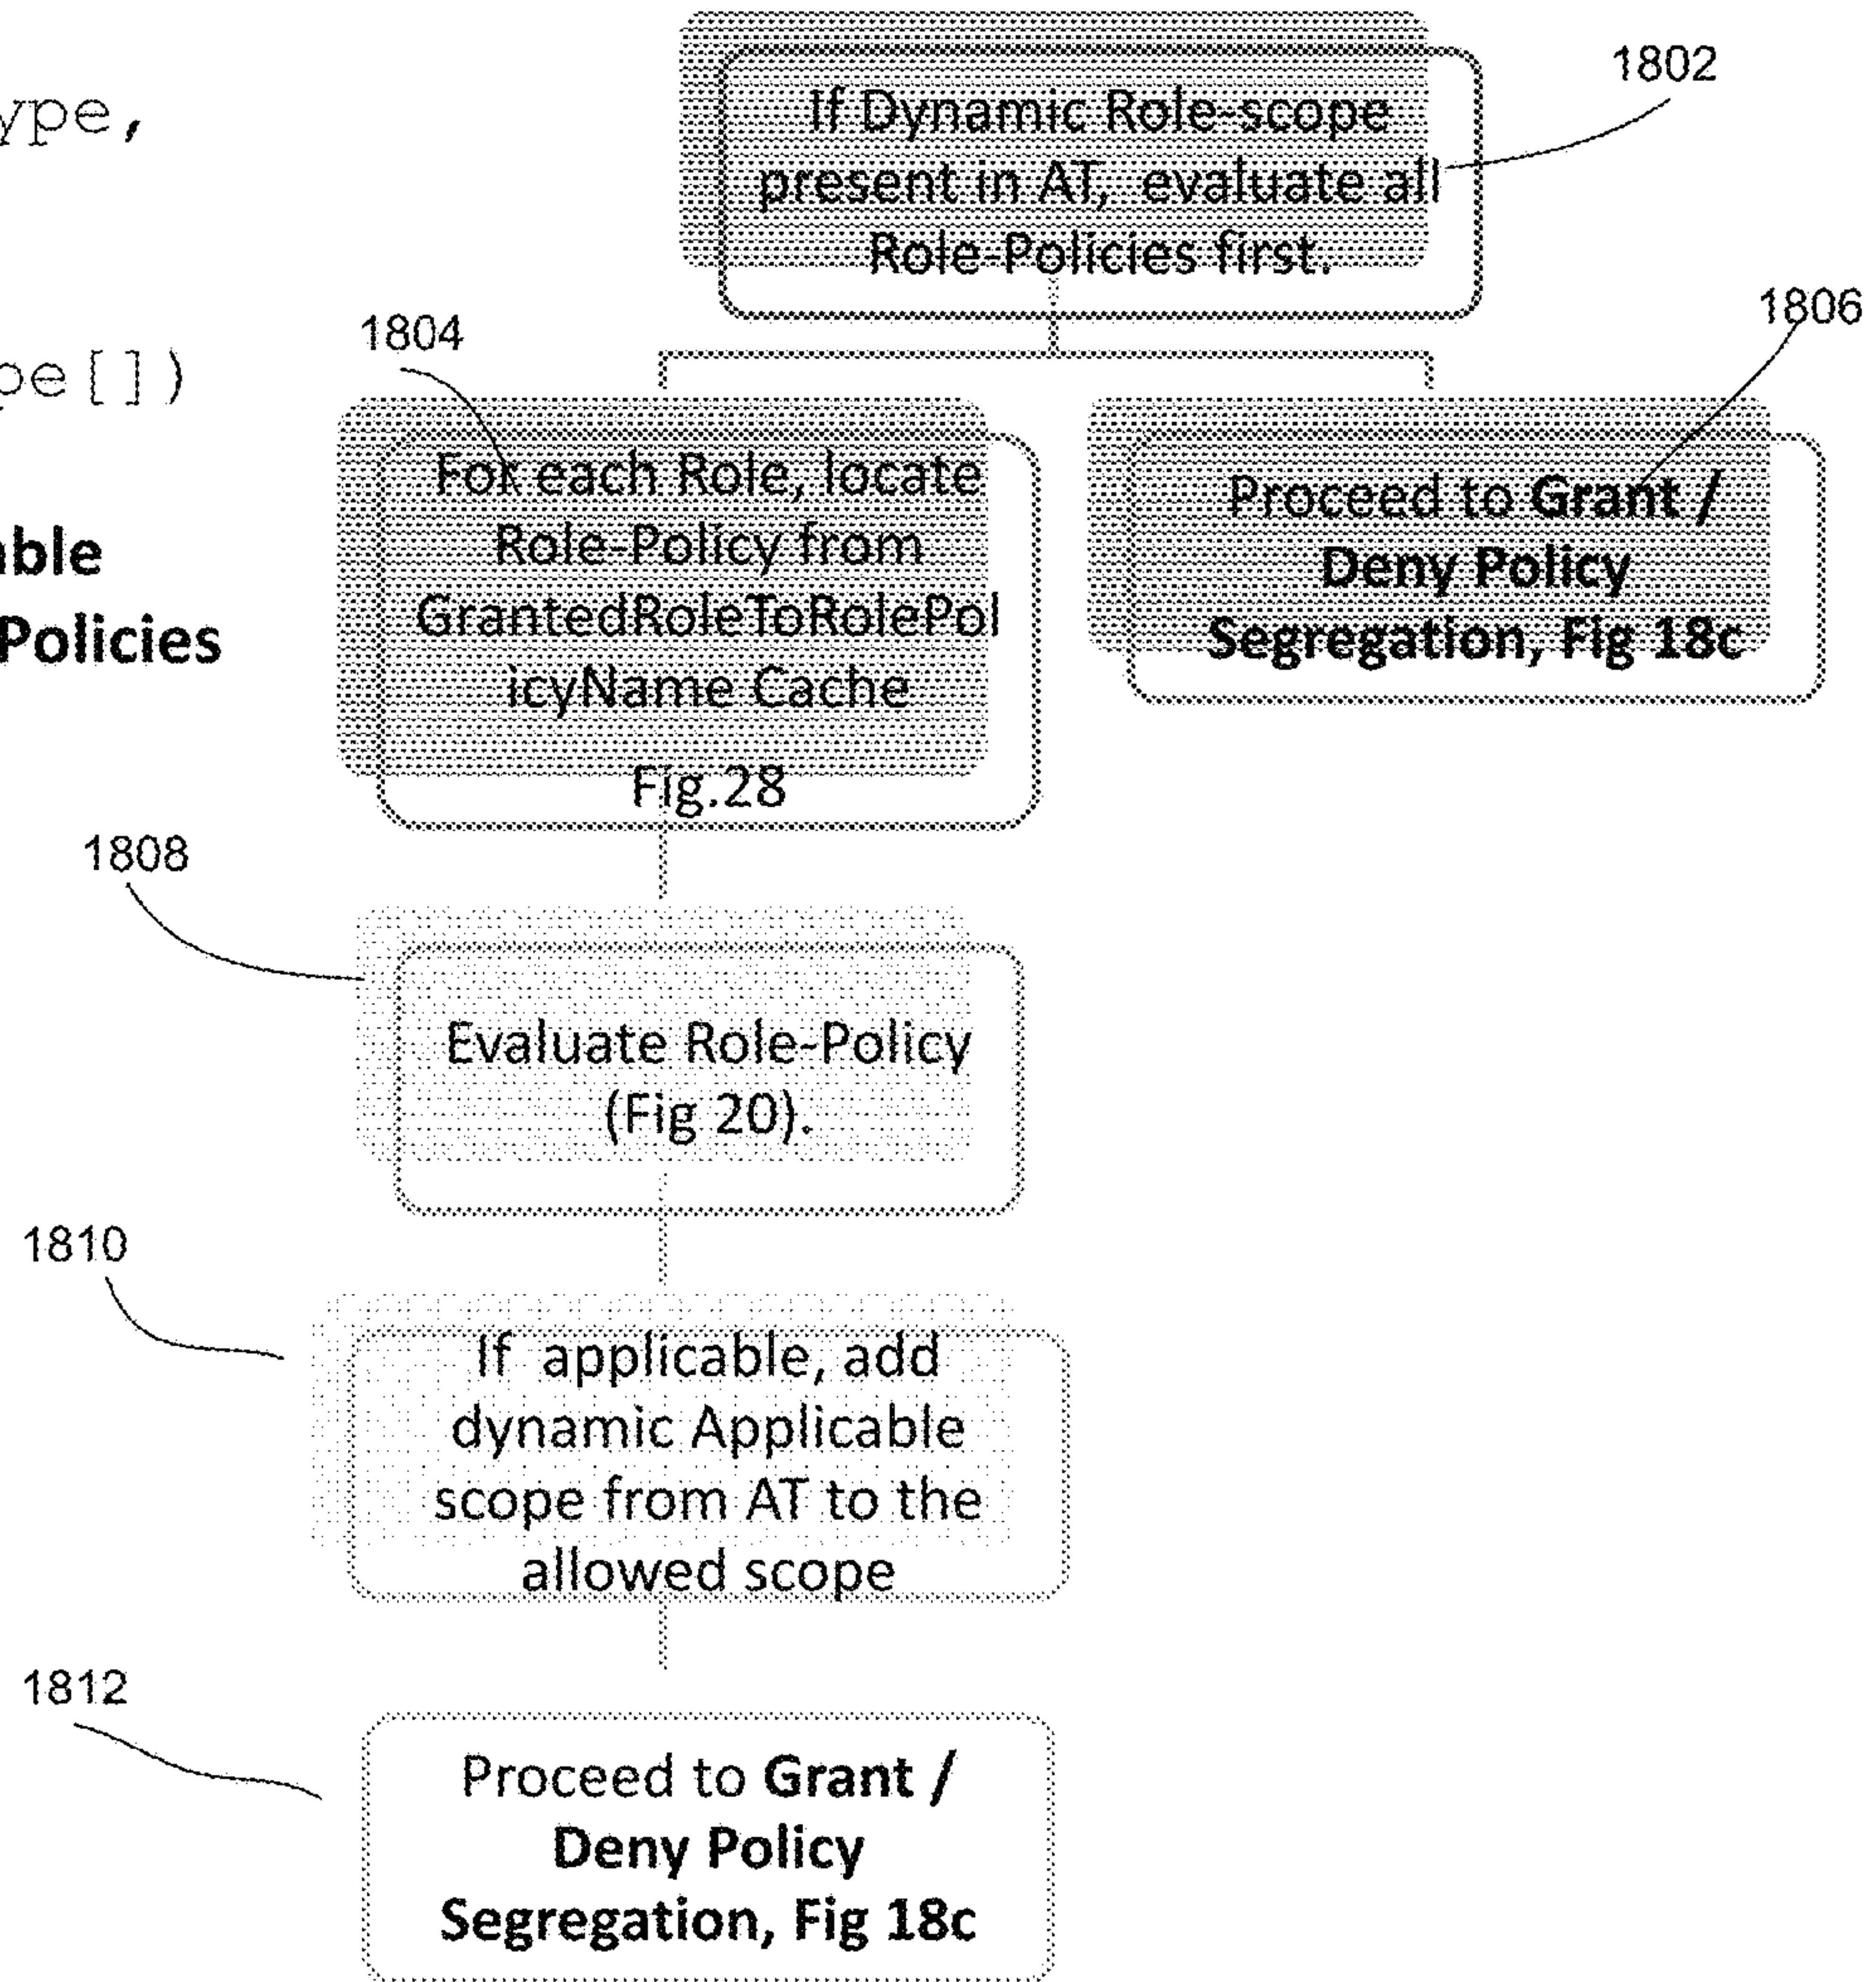 ype,
pe[])
able
Policies
1802
If Dynamic Role-scope
present in AT, evaluate all
Role-Policies first.
1804
For each Role, locate
Role-Policy from
GrantedRoleToRolePol
icyName Cache
Fig.28
1806
Proceed to Grant /
Deny Policy
Segregation, Fig 18c
1808
Evaluate Role-Policy
(Fig 20).
1810
If applicable, add
dynamic Applicable
scope from AT to the
allowed scope
1812
Proceed to Grant /
Deny Policy
Segregation, Fig 18c